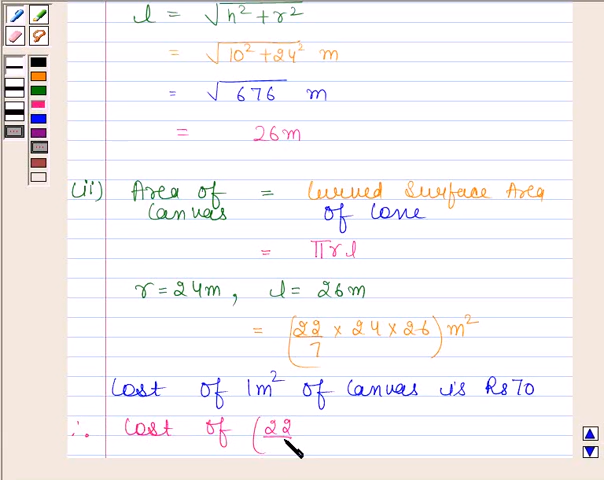 l = √h² + r²
= √10² + 24² m
= √676 m
= 26m
(ii) Area of Canvas = Curved Surface Area of Cone
= πrl
r = 24m, l = 26m
= (22/7 × 24 × 26) m²
Cost of 1m² of Canvas is Rs70
∴ Cost of (22